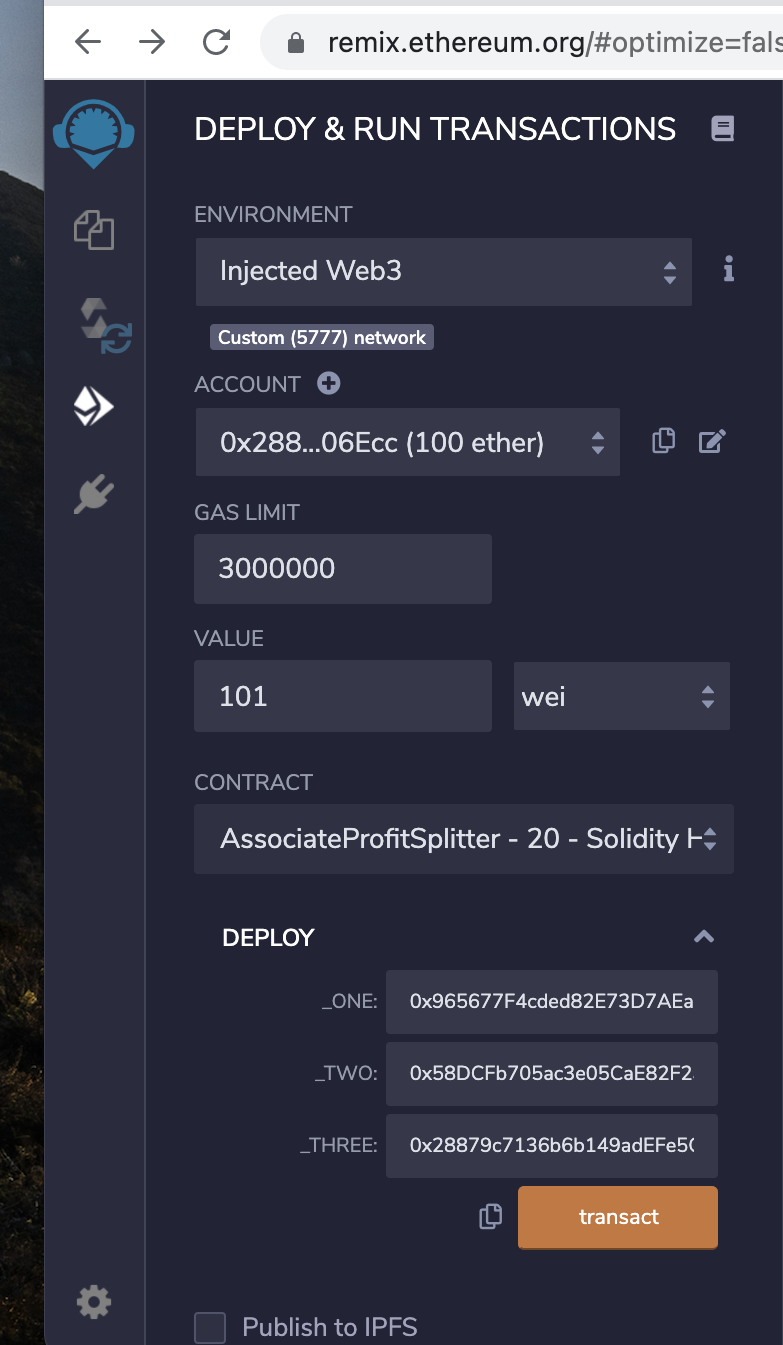 remix.ethereum.org/#optimize=fals
DEPLOY & RUN TRANSACTIONS
ENVIRONMENT
Injected Web3
Custom (5777) network
ACCOUNT
0x288...06Ecc (100 ether)
GAS LIMIT
3000000
VALUE
101
wei
CONTRACT
AssociateProfitSplitter - 20 - Solidity H
DEPLOY
_ONE: 0x965677F4cded82E73D7AEa
_TWO: 0x58DCFb705ac3e05CaE82F2
_THREE: 0x28879c7136b6b149adEFe5
transact
Publish to IPFS